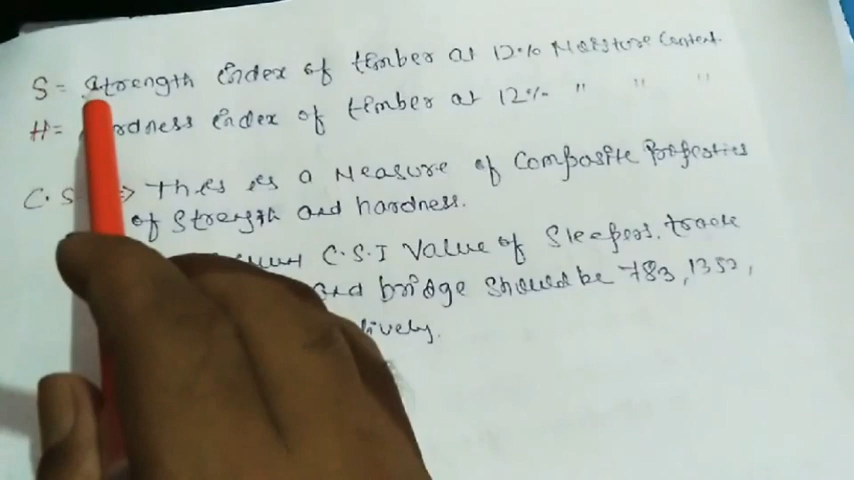 S = Strength index of timber at 12% Moisture Content.
H = rdness index of timber at 12% " " "
C.S => This is a Measure of Composite Properties
of Strength and hardness.
C.S.I Value of Sleepers. track
and bridge should be 783, 1352,
tively.